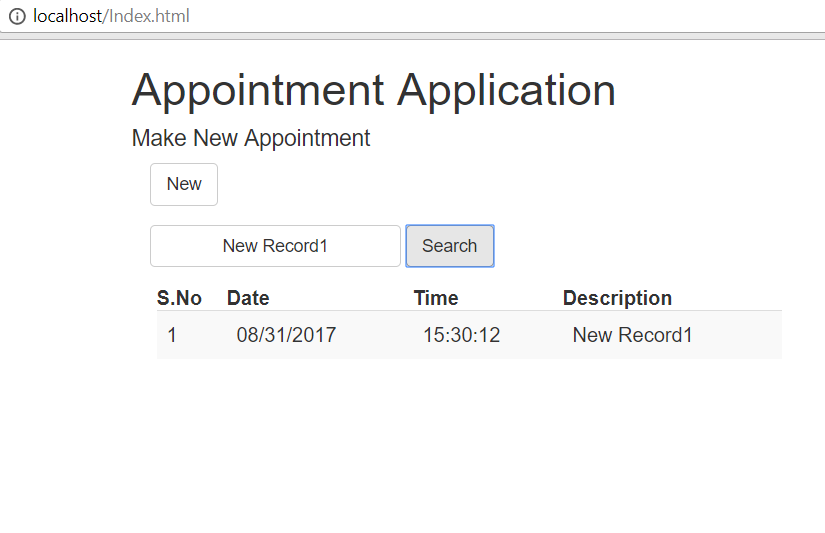 localhost/Index.html
Appointment Application
Make New Appointment
New
New Record1 Search
S.No Date Time Description
1 08/31/2017 15:30:12 New Record1